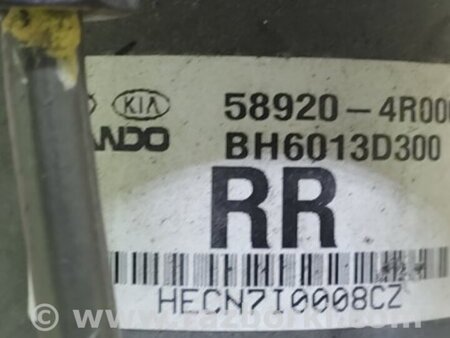 KIA 58920-4R00
ANDO BH6013D300
RR
HECN7I0008CZ